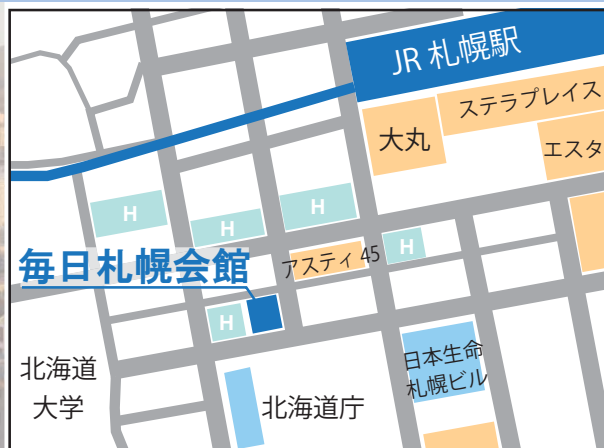 JR 札幌駅
ステラプレイス
大丸
エスタ
H
H
H
H
アスティ 45
毎日札幌会館
H
日本生命
札幌ビル
北海道
大学
北海道庁